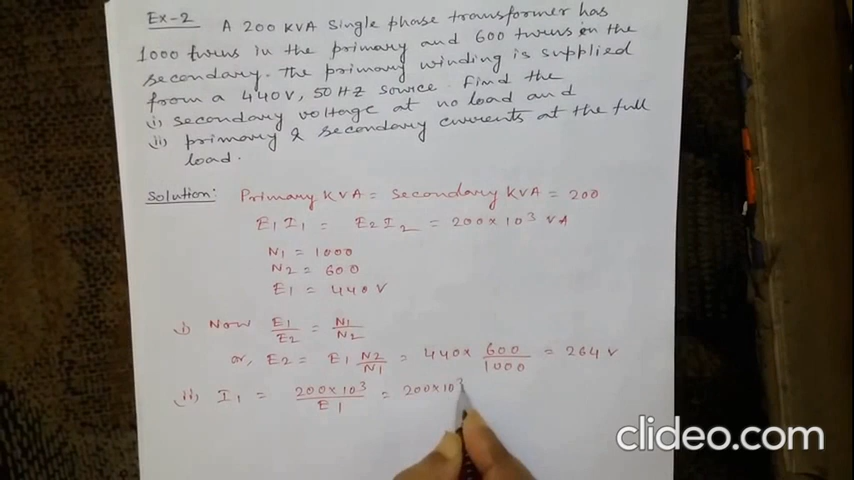 Ex-2 A 200 KVA Single phase transformer has
1000 turns in the primary and 600 turns on the
secondary. The primary winding is supplied
from a 440V, 50 HZ source. Find the
i) secondary voltage at no load and
ii) primary & secondary currents at the full
load.
Solution: Primary KVA = Secondary KVA = 200
E1 I1 = E2 I2 = 200×10³ VA
N1 = 1000
N2 = 600
E1 = 440 V
i) Now E1/E2 = N1/N2
or, E2 = E1 N2/N1 = 440× 600/1000 = 264 V
ii) I1 = 200×10³/E1 = 200×10³
clideo.com